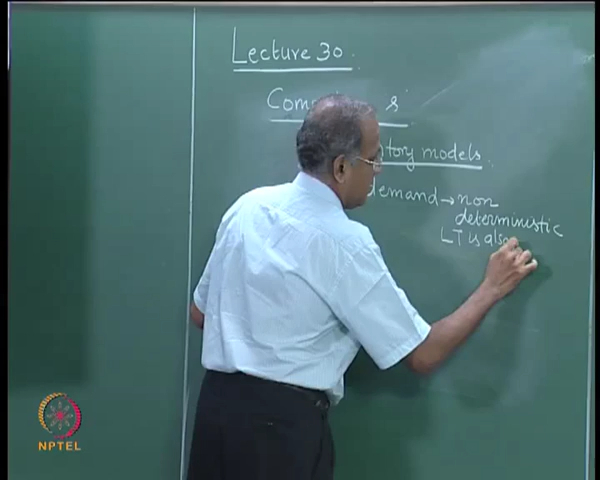 Lecture 30
tory models
demand → non
deterministic
LT is also
NPTEL